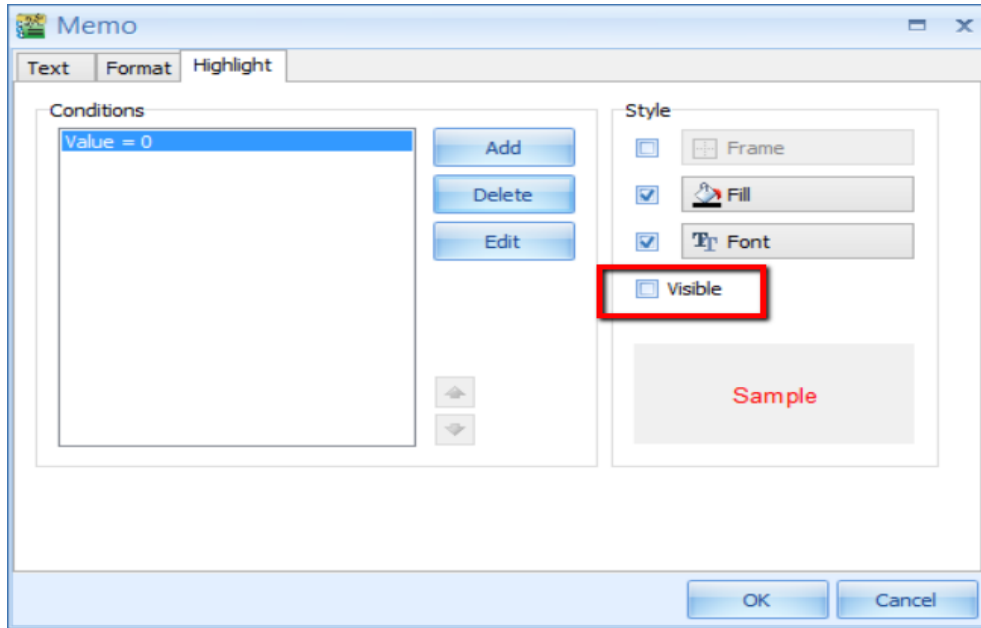 Memo
Text Format Highlight
Conditions
Value = 0
Add
Delete
Edit
Style
Frame
Fill
Font
Visible
Sample
OK Cancel